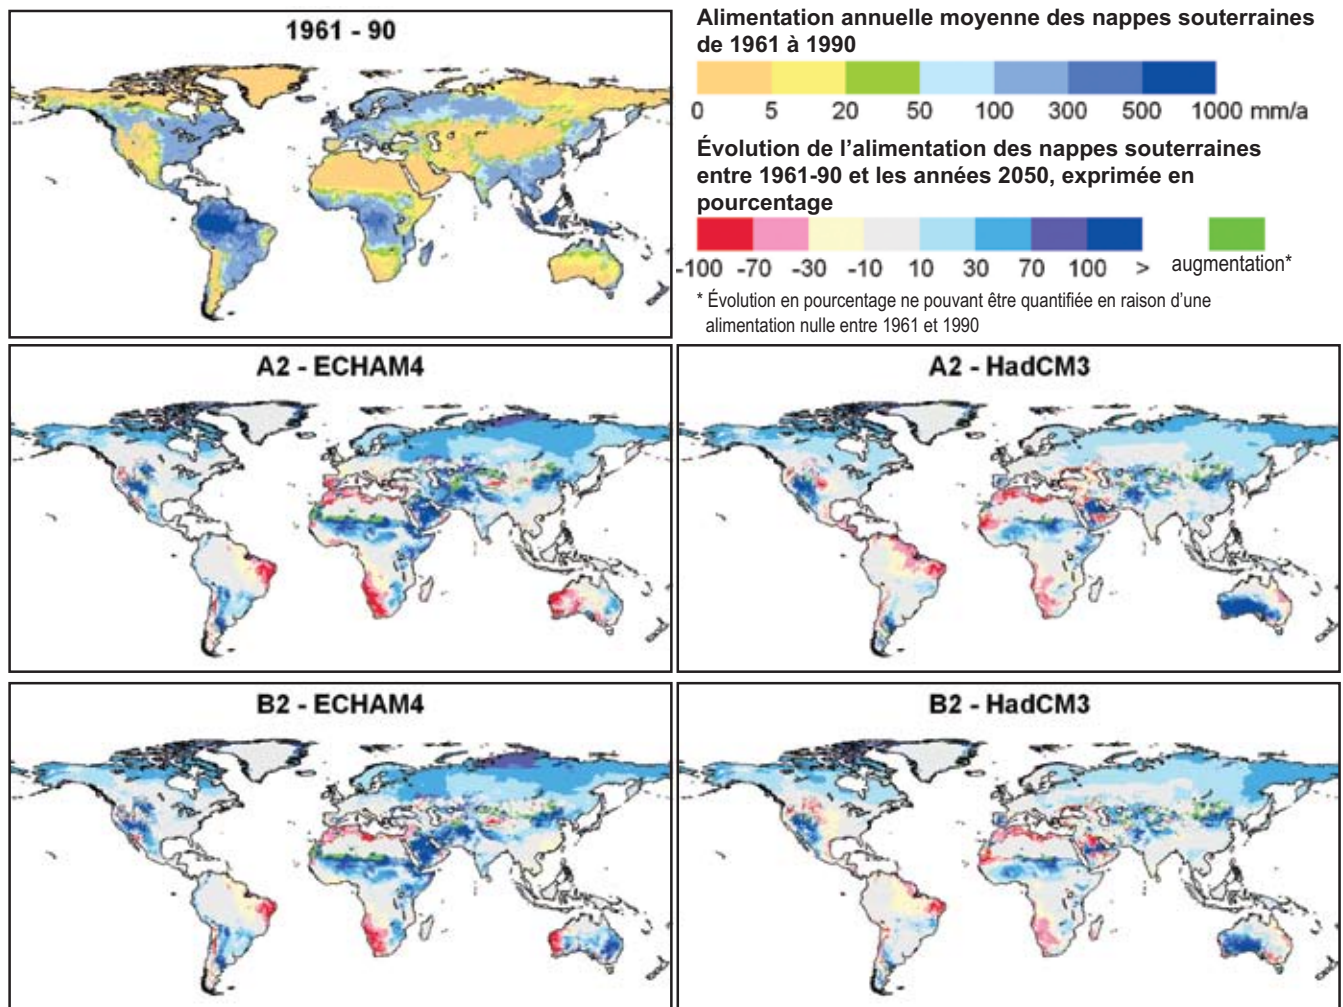 1961 - 90
Alimentation annuelle moyenne des nappes souterraines
de 1961 à 1990
0 5 20 50 100 300 500 1000 mm/a
Évolution de l'alimentation des nappes souterraines
entre 1961-90 et les années 2050, exprimée en
pourcentage
-100 -70 -30 -10 10 30 70 100 > augmentation*
* Évolution en pourcentage ne pouvant être quantifiée en raison d'une
alimentation nulle entre 1961 et 1990
A2 - ECHAM4
A2 - HadCM3
B2 - ECHAM4
B2 - HadCM3